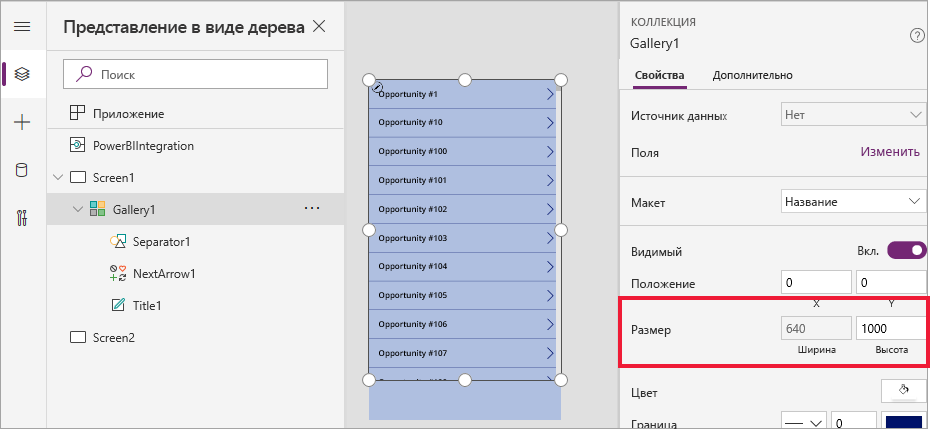 Представление в виде дерева
Поиск
Приложение
PowerBIIntegration
Screen1
Gallery1
Separator1
NextArrow1
Title1
Screen2
Opportunity #1
Opportunity #10
Opportunity #100
Opportunity #101
Opportunity #102
Opportunity #103
Opportunity #104
Opportunity #105
Opportunity #106
Opportunity #107
КОЛЛЕКЦИЯ
Gallery1
Свойства Дополнительно
Источник данных Нет
Поля Изменить
Макет Название
Видимый Вкл.
Положение 0 0
X Y
Размер 640 1000
Ширина Высота
Цвет
Граница 0